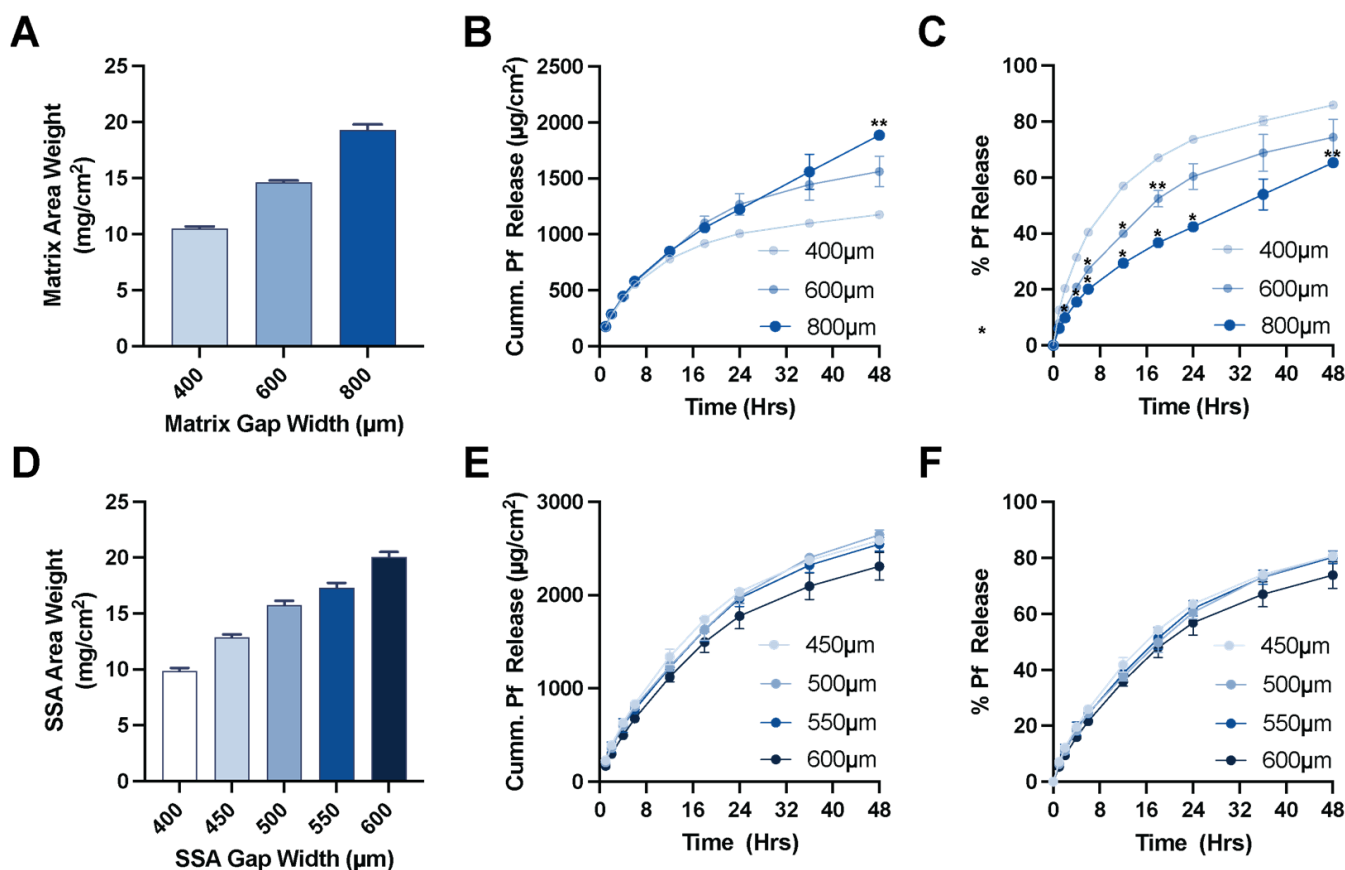 A
Matrix Area Weight
(mg/cm2)
25
20
15
10
5
0
400
600
800
Matrix Gap Width (µm)
B
Cumm. Pf Release (µg/cm²)
2500
2000
1500
1000
500
0
**
400µm
600µm
800µm
0 8 16 24 32 40 48
Time (Hrs)
C
% Pf Release
100
80
60
40
20
0
*
** **
* * * * * * * *
400µm
600µm
800µm
0 8 16 24 32 40 48
Time (Hrs)
D
SSA Area Weight
(mg/cm²)
25
20
15
10
5
0
400
450
500
550
600
SSA Gap Width (µm)
E
Cumm. Pf Release (µg/cm²)
3000
2000
1000
0
450µm
500µm
550µm
600µm
0 8 16 24 32 40 48
Time (Hrs)
F
% Pf Release
100
80
60
40
20
0
450µm
500µm
550µm
600µm
0 8 16 24 32 40 48
Time (Hrs)